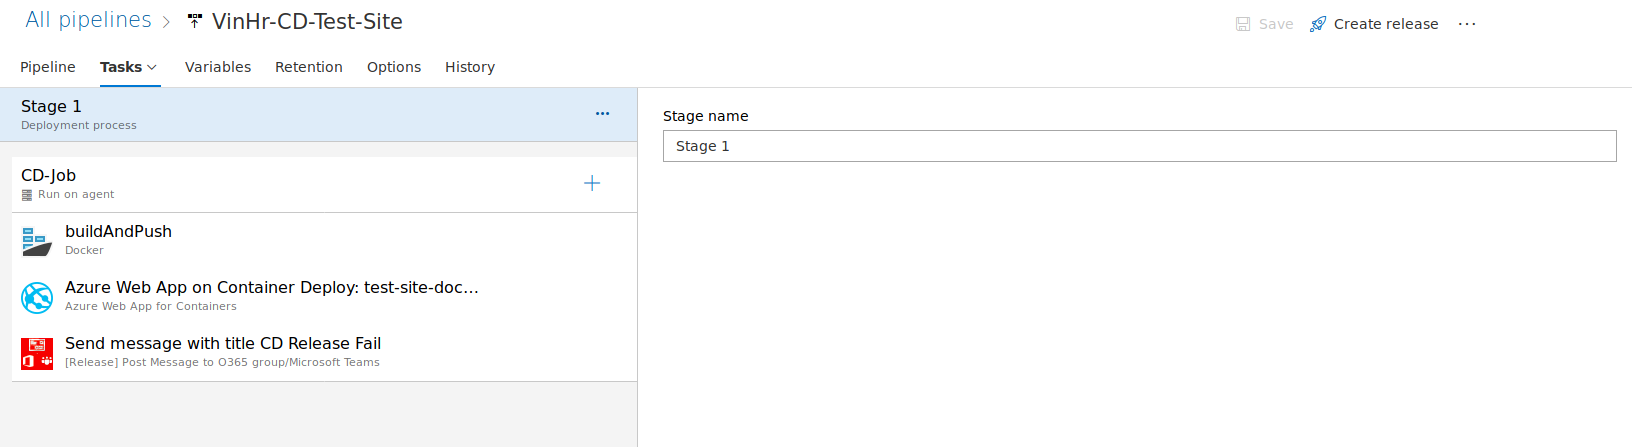 All pipelines > VinHr-CD-Test-Site
Save Create release ...
Pipeline Tasks Variables Retention Options History
Stage 1
Deployment process
...
Stage name
Stage 1
CD-Job
Run on agent
buildAndPush
Docker
Azure Web App on Container Deploy: test-site-doc...
Azure Web App for Containers
Send message with title CD Release Fail
[Release] Post Message to O365 group/Microsoft Teams